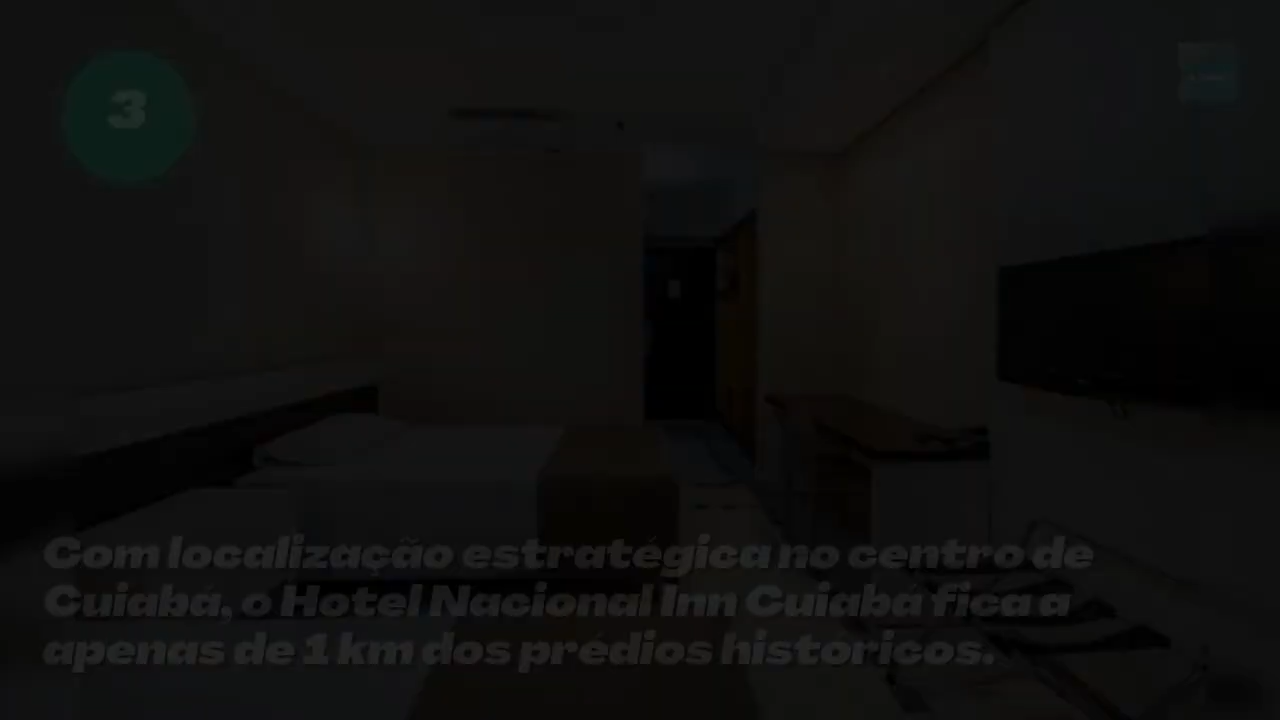 3
Com localização estratégica no centro de
Cuiabá, o Hotel Nacional Inn Cuiabá fica a
apenas de 1 km dos prédios historicos.